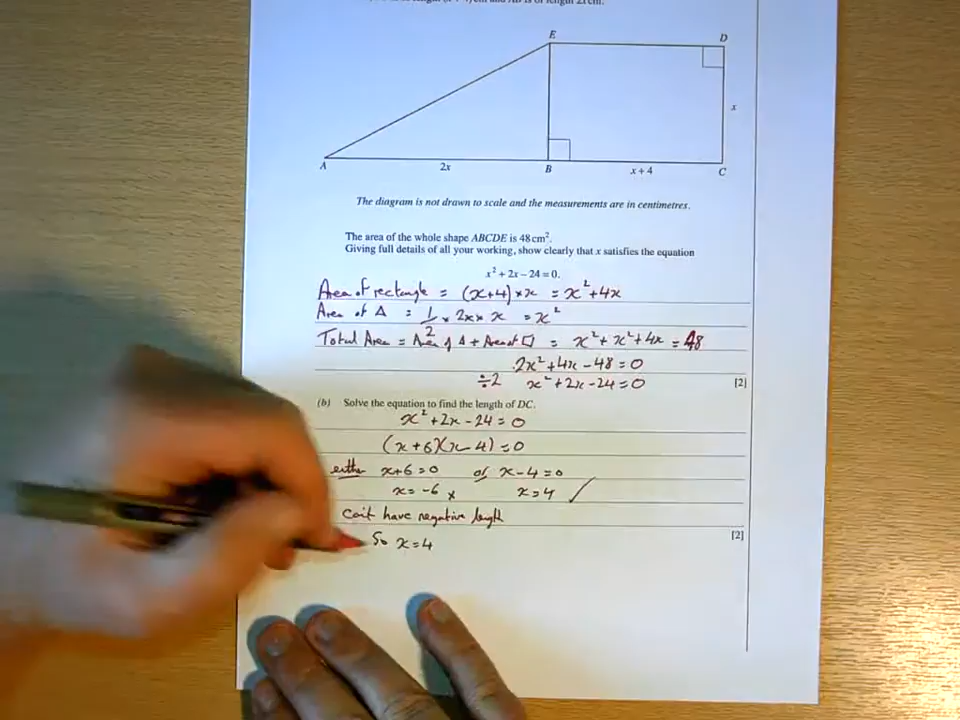 E
D
x
A
2x
B
x + 4
C
The diagram is not drawn to scale and the measurements are in centimetres.
The area of the whole shape ABCDE is 48 cm².
Giving full details of all your working, show clearly that x satisfies the equation
x² + 2x – 24 = 0.
Area of rectangle = (x+4) × x = x² + 4x
Area of Δ = 1/2 × 2x × x = x²
Total Area = Area of Δ + Area of □ = x² + x² + 4x = 48
2x² + 4x - 48 = 0
÷2 x² + 2x - 24 = 0
[2]
(b) Solve the equation to find the length of DC.
x² + 2x - 24 = 0
(x + 6)(x - 4) = 0
either x+6 = 0 or x - 4 = 0
x = -6 × x = 4 ✓
can't have negative length
[2]
So x = 4